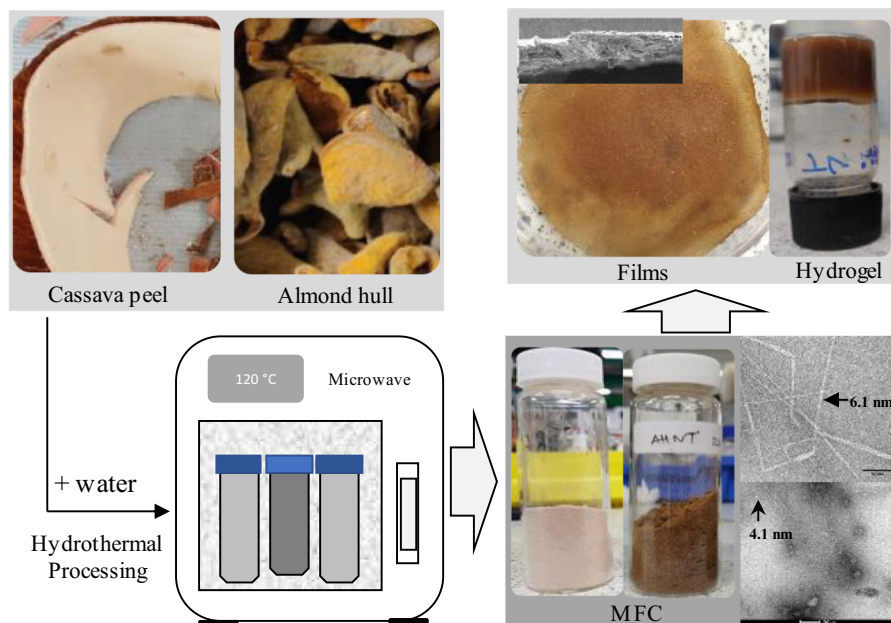 Cassava peel
Almond hull
Films
Hydrogel
120 °C
Microwave
+ water
Hydrothermal
Processing
AHNT
6.1 nm
4.1 nm
MFC